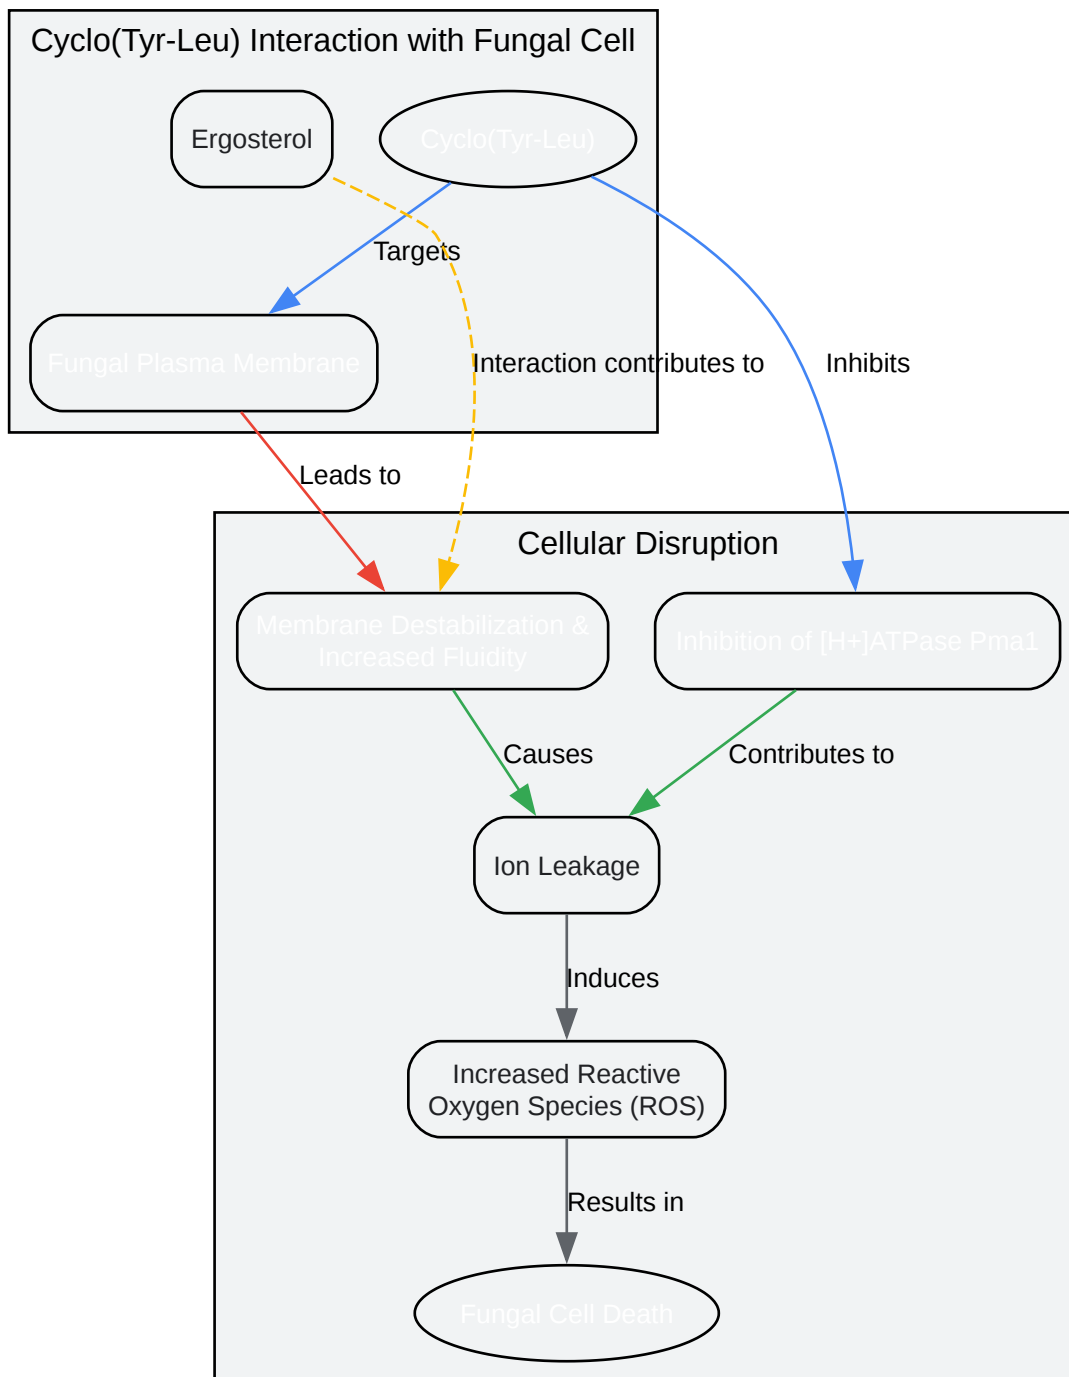 Cyclo(Tyr-Leu) Interaction with Fungal Cell
Ergosterol
Cyclo(Tyr-Leu)
Targets
Fungal Plasma Membrane
Interaction contributes to
Inhibits
Leads to
Cellular Disruption
Membrane Destabilization &
Increased Fluidity
Inhibition of [H+]ATPase Pma1
Causes
Contributes to
Ion Leakage
Induces
Increased Reactive
Oxygen Species (ROS)
Results in
Fungal Cell Death